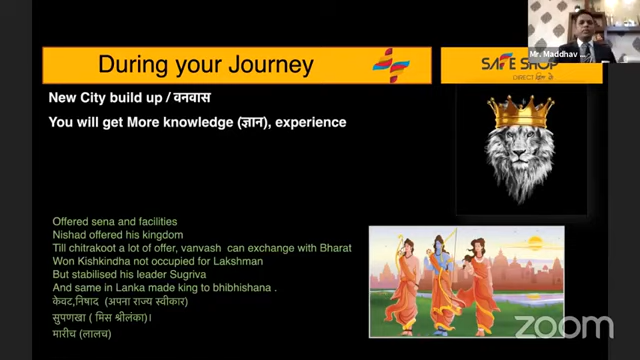 Mr. Maddhav ...
During your Journey
SAFE SHOP
New City build up / वनवास
You will get More knowledge (ज्ञान), experience
Offered sena and facilities
Nishad offered his kingdom
Till chitrakoot a lot of offer, vanvash can exchange with Bharat
Won Kishkindha not occupied for Lakshman
But stabilised his leader Sugriva
And same in Lanka made king to bhibhishana .
केवट,निषाद (अपना राज्य स्वीकार)
सुपणखा ( मिस श्रीलंका)।
मारीच (लालच)
zoom